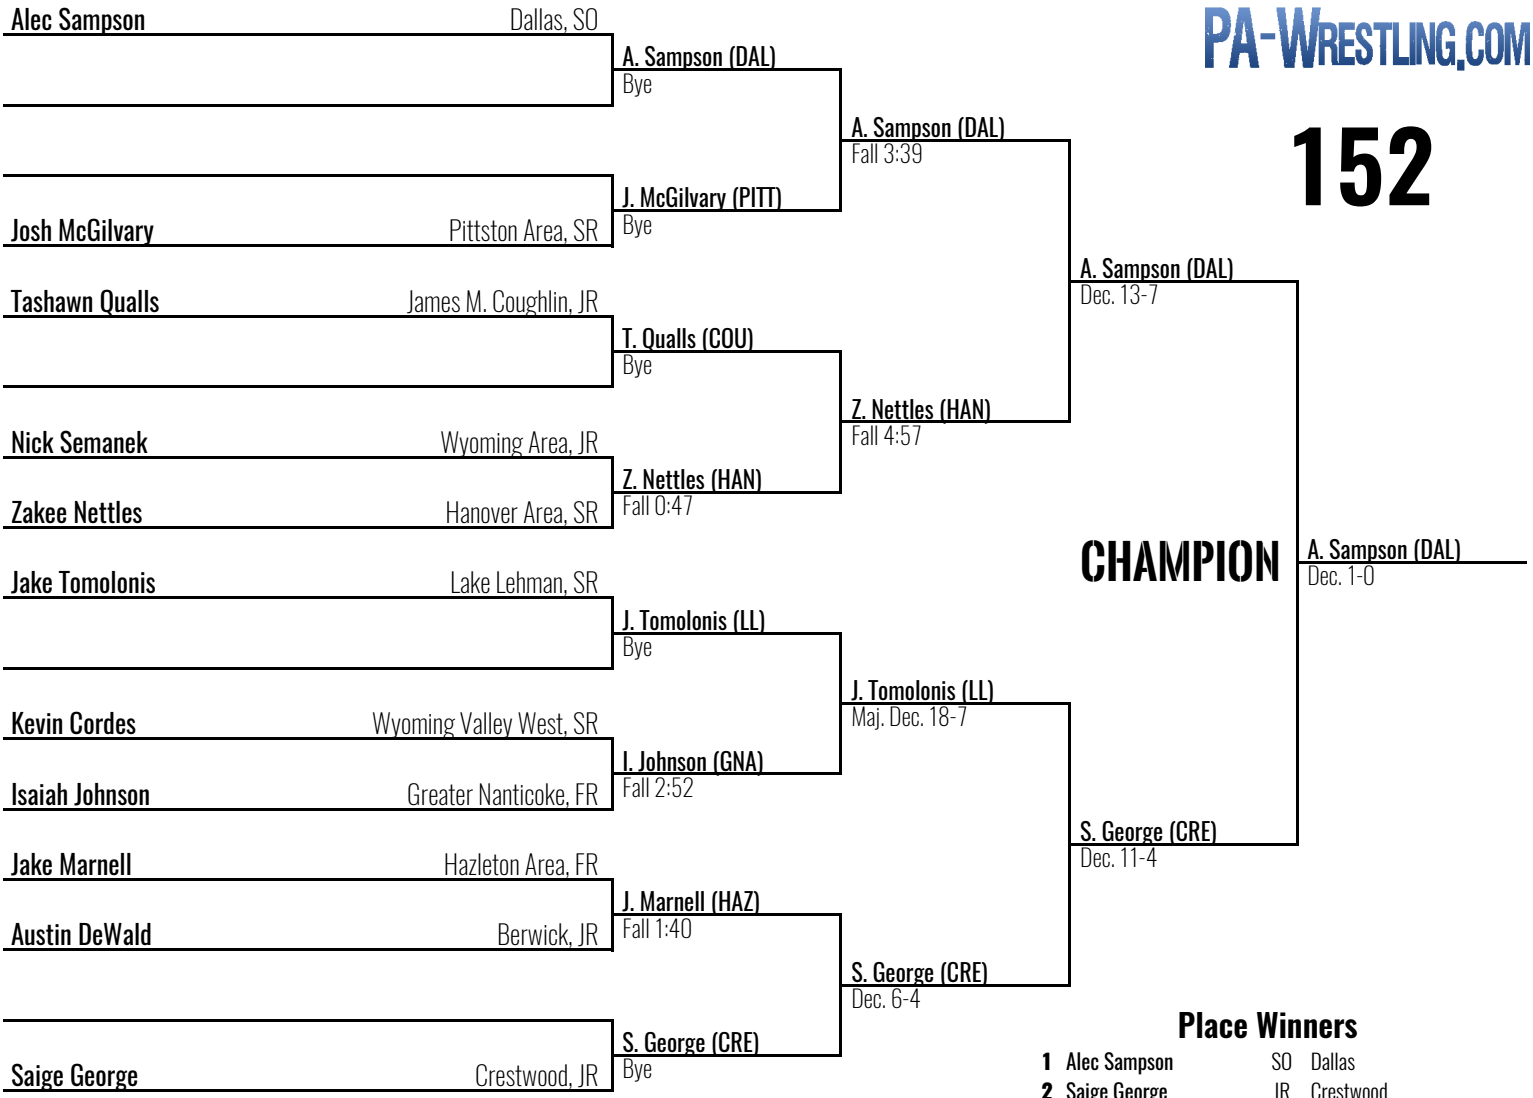 PA-WRESTLING.COM
152
Alec Sampson Dallas, SO
A. Sampson (DAL)
Bye
A. Sampson (DAL)
Fall 3:39
J. McGilvary (PITT)
Bye
Josh McGilvary Pittston Area, SR
A. Sampson (DAL)
Dec. 13-7
Tashawn Qualls James M. Coughlin, JR
T. Qualls (COU)
Bye
Z. Nettles (HAN)
Fall 4:57
Nick Semanek Wyoming Area, JR
Z. Nettles (HAN)
Fall 0:47
Zakee Nettles Hanover Area, SR
CHAMPION
A. Sampson (DAL)
Dec. 1-0
Jake Tomolonis Lake Lehman, SR
J. Tomolonis (LL)
Bye
J. Tomolonis (LL)
Maj. Dec. 18-7
Kevin Cordes Wyoming Valley West, SR
I. Johnson (GNA)
Fall 2:52
Isaiah Johnson Greater Nanticoke, FR
S. George (CRE)
Dec. 11-4
Jake Marnell Hazleton Area, FR
J. Marnell (HAZ)
Fall 1:40
Austin DeWald Berwick, JR
S. George (CRE)
Dec. 6-4
S. George (CRE)
Bye
Saige George Crestwood, JR
Place Winners
1 Alec Sampson SO Dallas
2 Saige George JR Crestwood